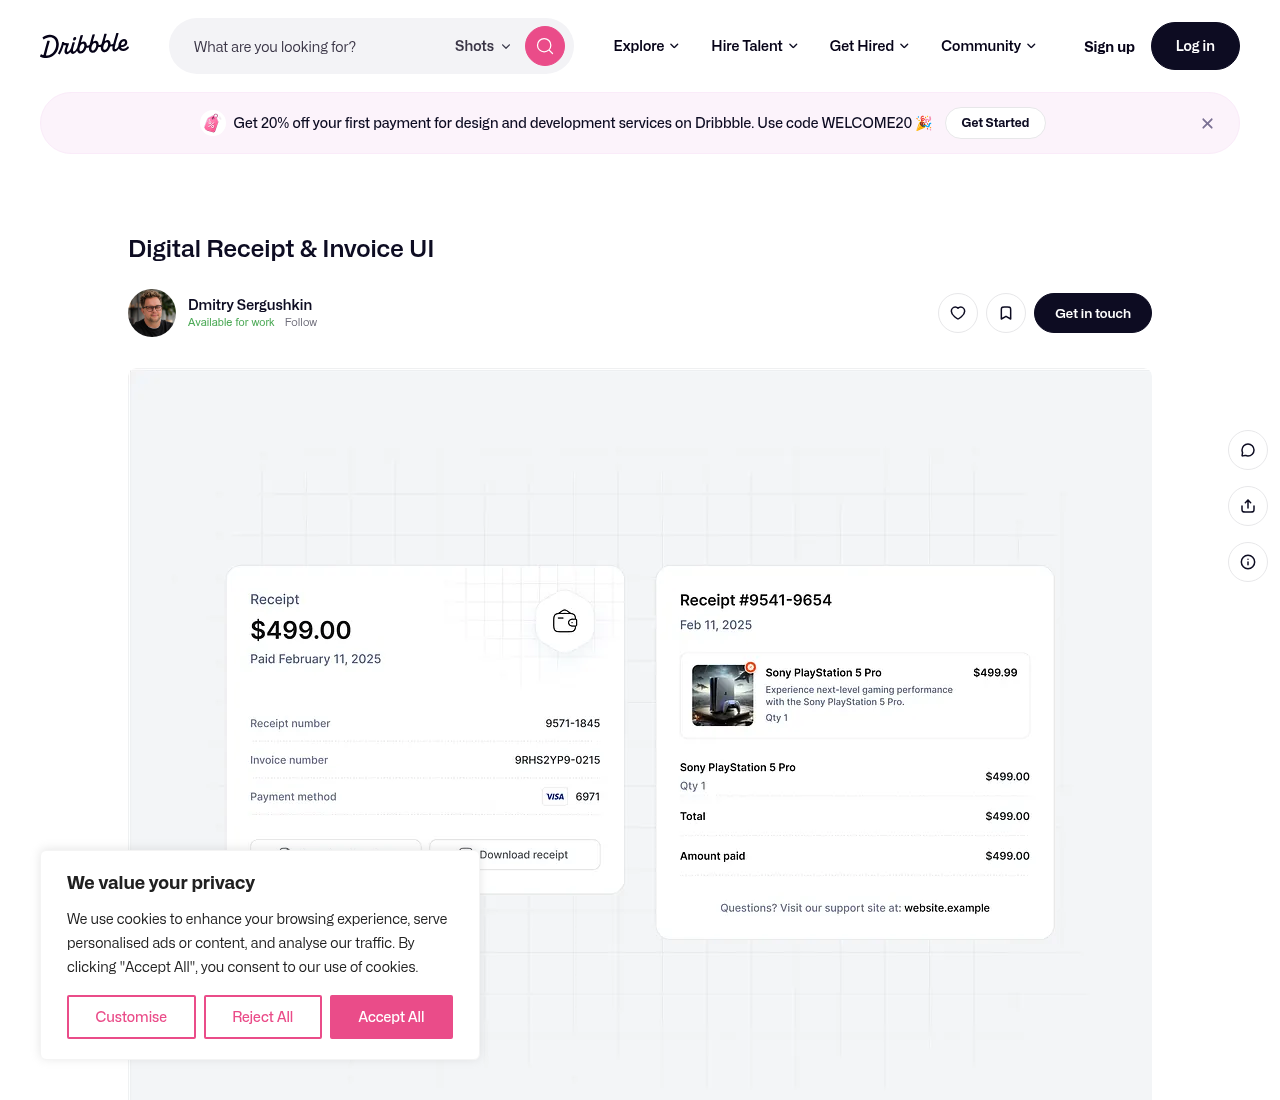 Dribbble
What are you looking for?
Shots
Explore
Hire Talent
Get Hired
Community
Sign up
Log in
Get 20% off your first payment for design and development services on Dribbble. Use code WELCOME20 🎉
Get Started
Digital Receipt & Invoice UI
Dmitry Sergushkin
Available for work Follow
Get in touch
Receipt
$499.00
Paid February 11, 2025
Receipt number 9571-1845
Invoice number 9RHS2YP9-0215
Payment method VISA 6971
Download receipt
Receipt #9541-9654
Feb 11, 2025
Sony PlayStation 5 Pro $499.99
Experience next-level gaming performance
with the Sony PlayStation 5 Pro.
Qty 1
Sony PlayStation 5 Pro
$499.00
Qty 1
Total $499.00
Amount paid $499.00
Questions? Visit our support site at: website.example
We value your privacy
We use cookies to enhance your browsing experience, serve
personalised ads or content, and analyse our traffic. By
clicking "Accept All", you consent to our use of cookies.
Customise
Reject All
Accept All